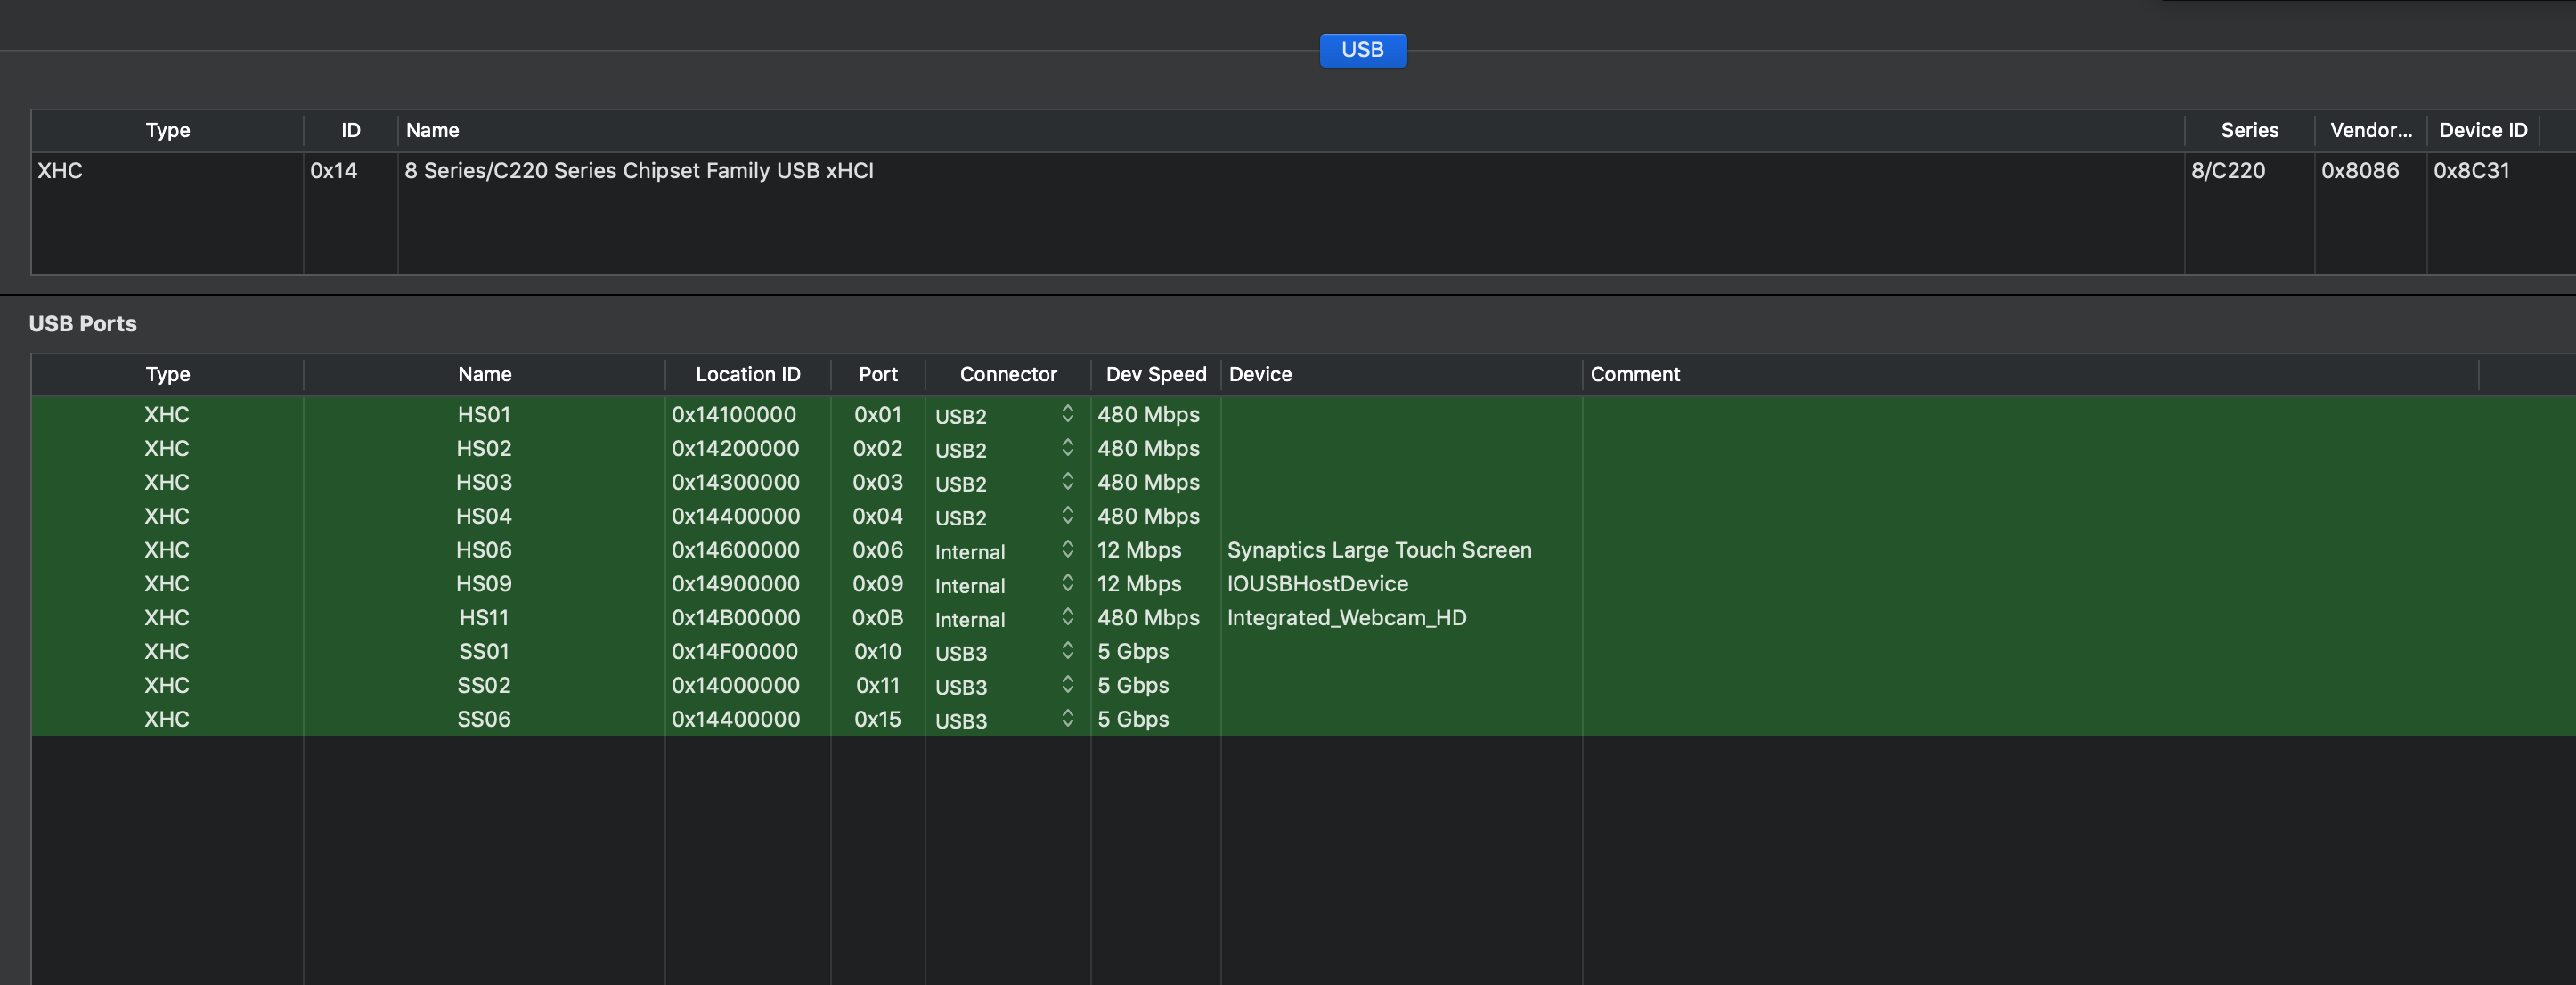 USB
Type ID Name Series Vendor... Device ID
XHC 0x14 8 Series/C220 Series Chipset Family USB xHCI 8/C220 0x8086 0x8C31
USB Ports
Type Name Location ID Port Connector Dev Speed Device Comment
XHC HS01 0x14100000 0x01 USB2 480 Mbps
XHC HS02 0x14200000 0x02 USB2 480 Mbps
XHC HS03 0x14300000 0x03 USB2 480 Mbps
XHC HS04 0x14400000 0x04 USB2 480 Mbps
XHC HS06 0x14600000 0x06 Internal 12 Mbps Synaptics Large Touch Screen
XHC HS09 0x14900000 0x09 Internal 12 Mbps IOUSBHostDevice
XHC HS11 0x14B00000 0x0B Internal 480 Mbps Integrated_Webcam_HD
XHC SS01 0x14F00000 0x10 USB3 5 Gbps
XHC SS02 0x14000000 0x11 USB3 5 Gbps
XHC SS06 0x14400000 0x15 USB3 5 Gbps